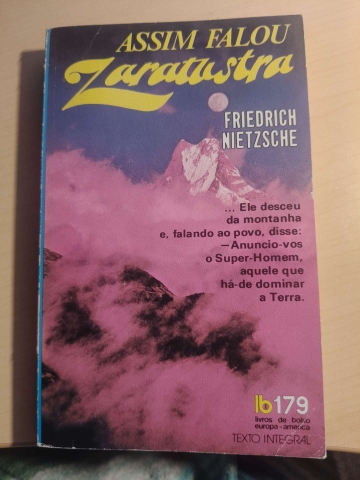 ASSIM FALOU
Zaratustra
FRIEDRICH
NIETZSCHE
... Ele desceu
da montanha
e, falando ao povo, disse:
—Anuncio-vos
o Super-Homem,
aquele que
há-de dominar
a Terra.
lb 179
livros de bolso
europa-américa
TEXTO INTEGRAL